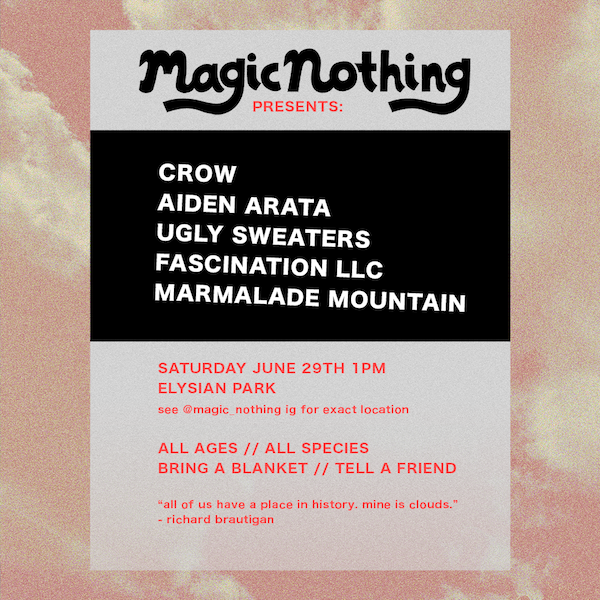 Magic Nothing
PRESENTS:
CROW
AIDEN ARATA
UGLY SWEATERS
FASCINATION LLC
MARMALADE MOUNTAIN
SATURDAY JUNE 29TH 1PM
ELYSIAN PARK
see @magic_nothing ig for exact location
ALL AGES // ALL SPECIES
BRING A BLANKET // TELL A FRIEND
“all of us have a place in history. mine is clouds.”
- richard brautigan